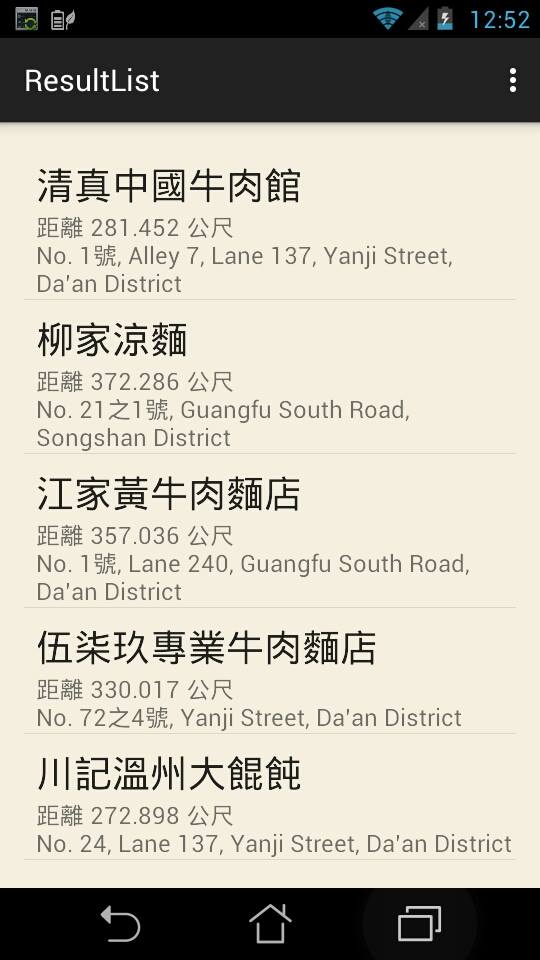 12:52
ResultList
清真中國牛肉館
距離 281.452 公尺
No. 1號, Alley 7, Lane 137, Yanji Street,
Da'an District
柳家涼麵
距離 372.286 公尺
No. 21之1號, Guangfu South Road,
Songshan District
江家黃牛肉麵店
距離 357.036 公尺
No. 1號, Lane 240, Guangfu South Road,
Da'an District
伍柒玖專業牛肉麵店
距離 330.017 公尺
No. 72之4號, Yanji Street, Da'an District
川記溫州大餛飩
距離 272.898 公尺
No. 24, Lane 137, Yanji Street, Da'an District